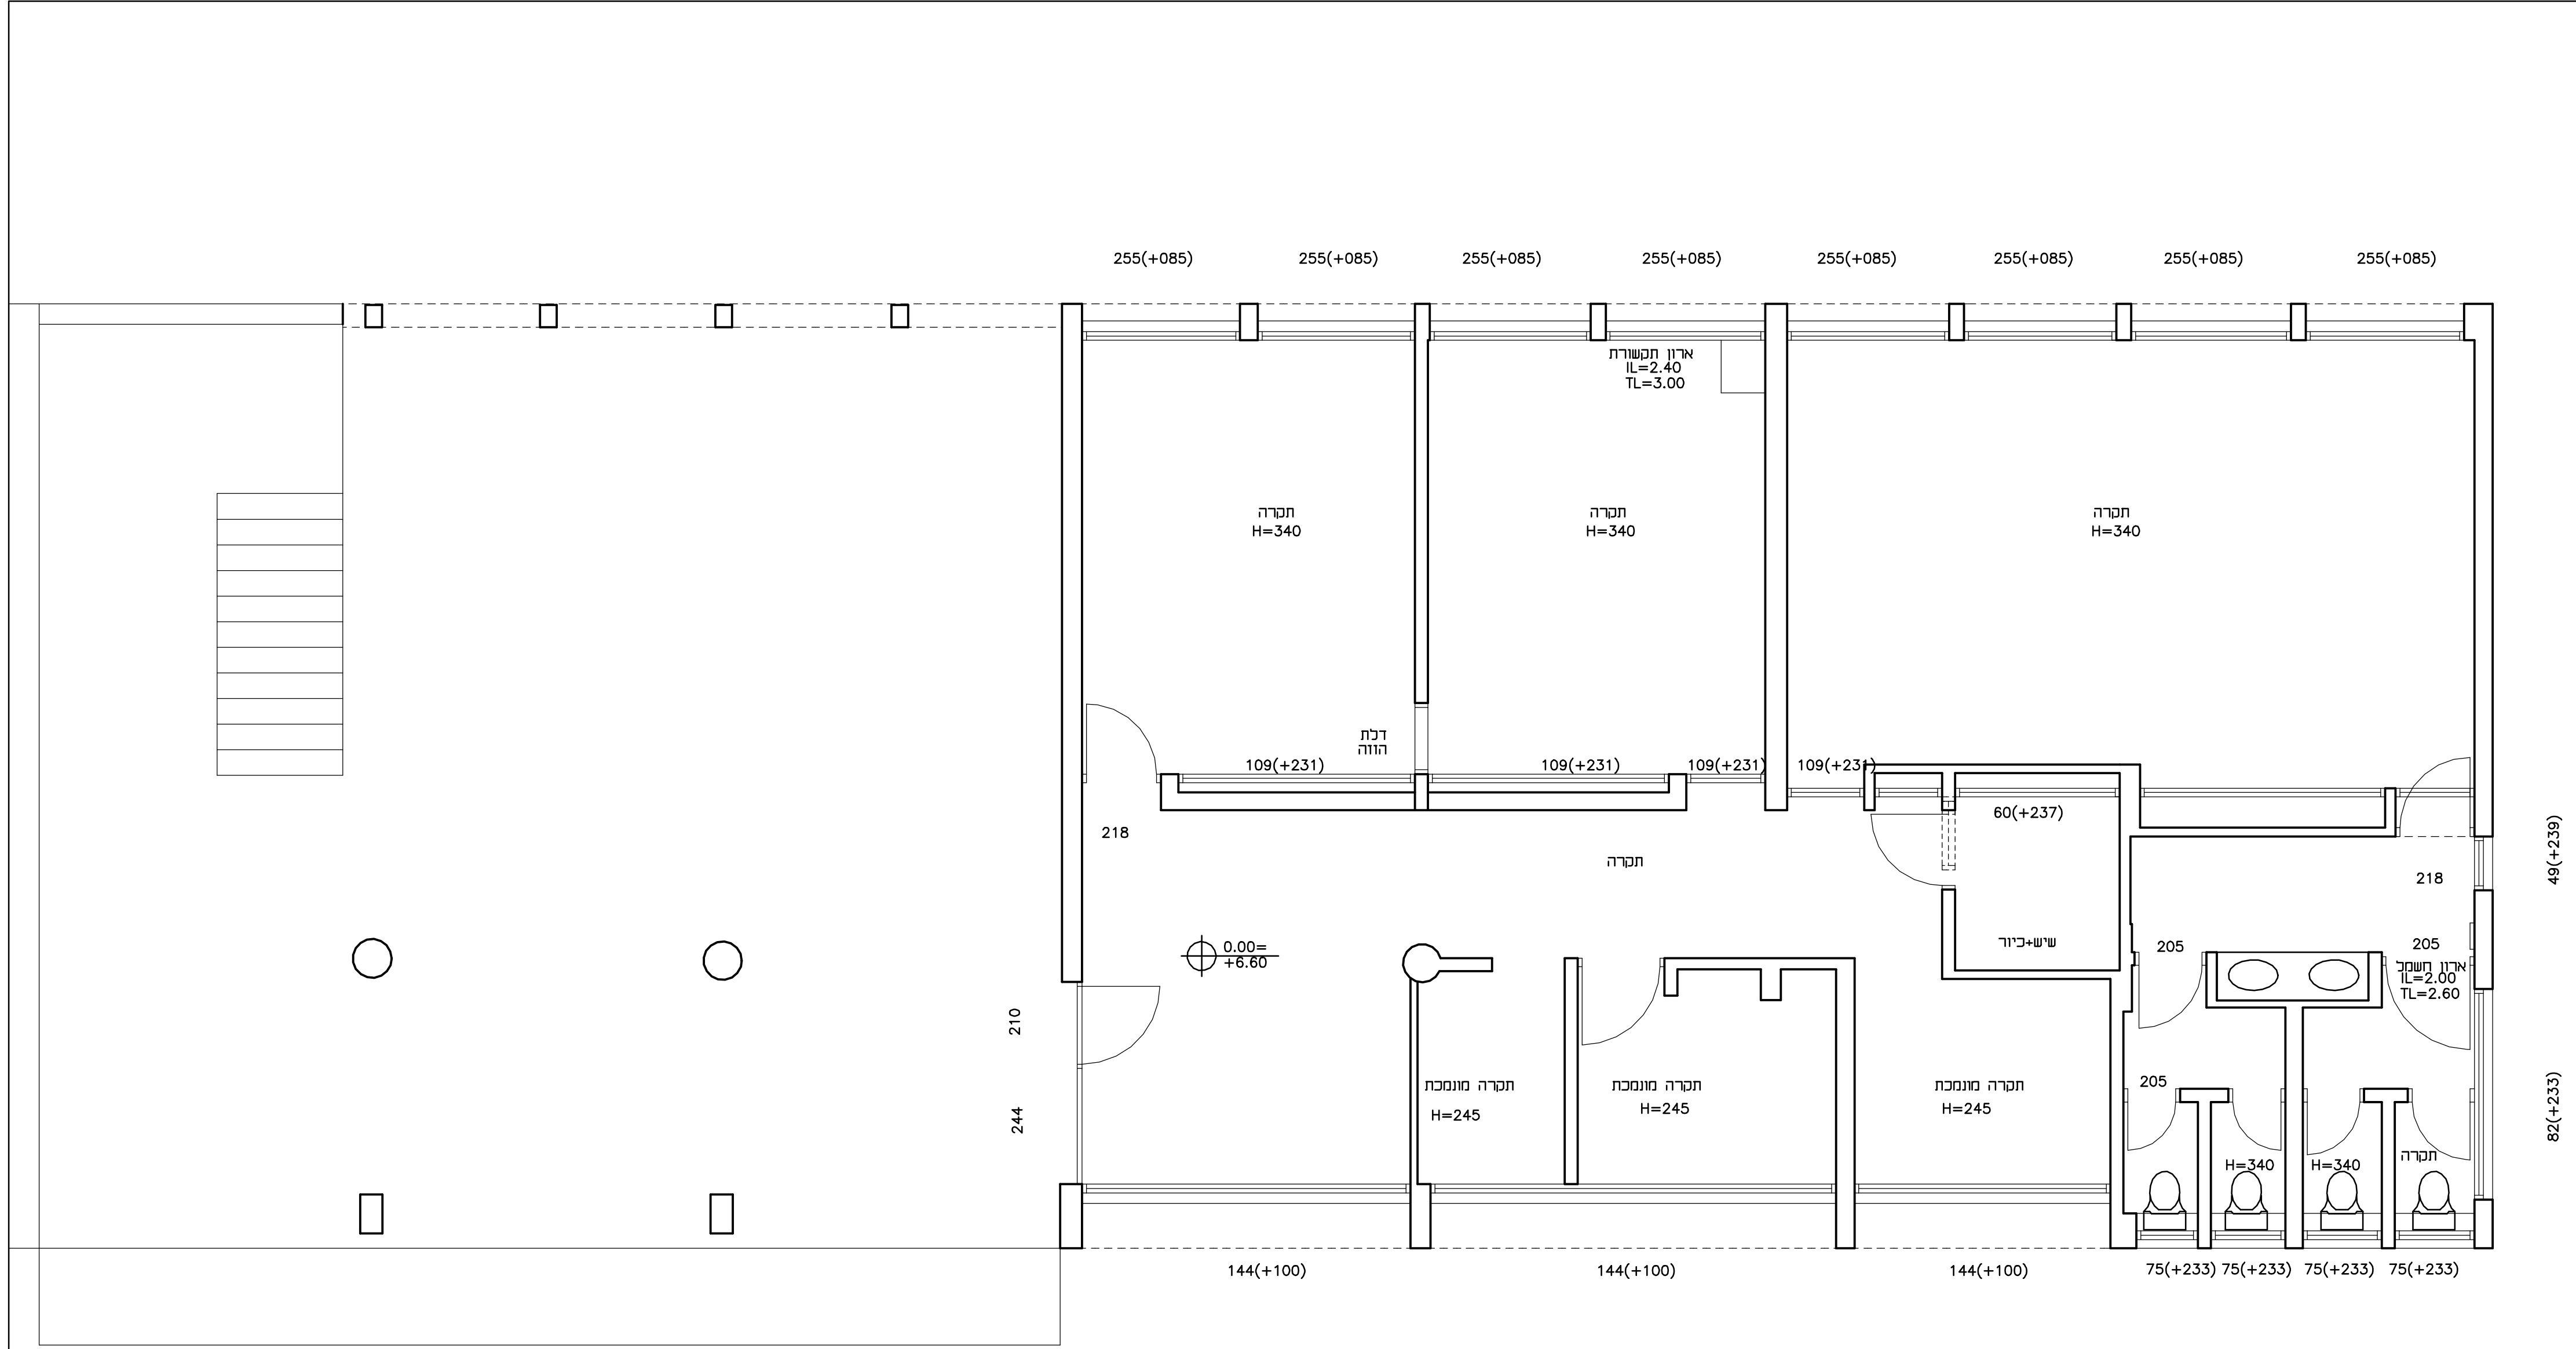 255(+085) 255(+085) 255(+085) 255(+085) 255(+085) 255(+085) 255(+085) 255(+085)
ארון תקשורת
IL=2.40
TL=3.00
תקרה
H=340
תקרה
H=340
תקרה
H=340
דלת
הזזה
109(+231) 109(+231) 109(+231) 109(+231)
60(+237)
218
תקרה
49(+239)
218
שיש+כיור
205
205
ארון חשמל
IL=2.00
TL=2.60
0.00=
+6.60
210
244
תקרה מונמכת
H=245
תקרה מונמכת
H=245
תקרה מונמכת
H=245
205
82(+233)
H=340
H=340
תקרה
144(+100) 144(+100) 144(+100) 75(+233) 75(+233) 75(+233) 75(+233)